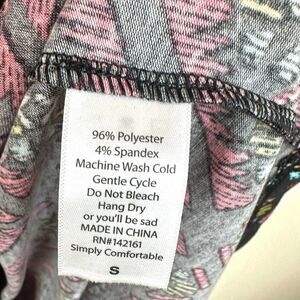 96% Polyester
4% Spandex
Machine Wash Cold
Gentle Cycle
Do Not Bleach
Hang Dry
or you'll be sad
MADE IN CHINA
RN#142161
Simply Comfortable
S